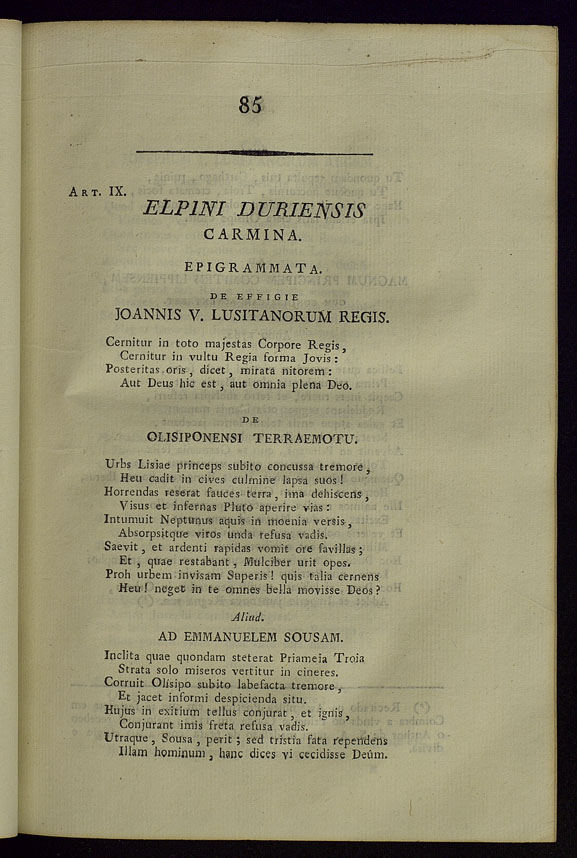 85
ART. IX.
ELPINI DURIENSIS
CARMINA.
EPIGRAMMATA.
DE EFFIGIE
JOANNIS V. LUSITANORUM REGIS.
Cernitur in toto majestas Corpore Regis,
Cernitur in vultu Regia forma Jovis:
Posteritas oris, dicet, mirata nitorem:
Aut Deus hic est, aut omnia plena Deo.
DE
OLISIPONENSI TERRAEMOTU.
Urbs Lisiae princeps subito concussa tremore,
Heu cadit in cives culmine lapsa suos!
Horrendas reserat fauces terra, ima dehiscens,
Visus et infernas Pluto aperire vias:
Intumuit Neptunus aquis in moenia versis,
Absorpsitque viros unda refusa vadis.
Saevit, et ardenti rapidas vomit ore favillas;
Et, quae restabant, Mulciber urit opes.
Proh urbem invisam Superis! quis talia cernens
Heu! neget in te omnes bella movisse Deos?
Aliud.
AD EMMANUELEM SOUSAM.
Inclita quae quondam steterat Priameia Troia
Strata solo miseros vertitur in cineres.
Corruit Olisipo subito labefacta tremore,
Et jacet informi despicienda situ.
Hujus in exitium tellus conjurat, et ignis,
Conjurant imis freta refusa vadis.
Utraque, Sousa, perit; sed tristia fata rependens
Illam hominum, hanc dices vi cecidisse Deûm.